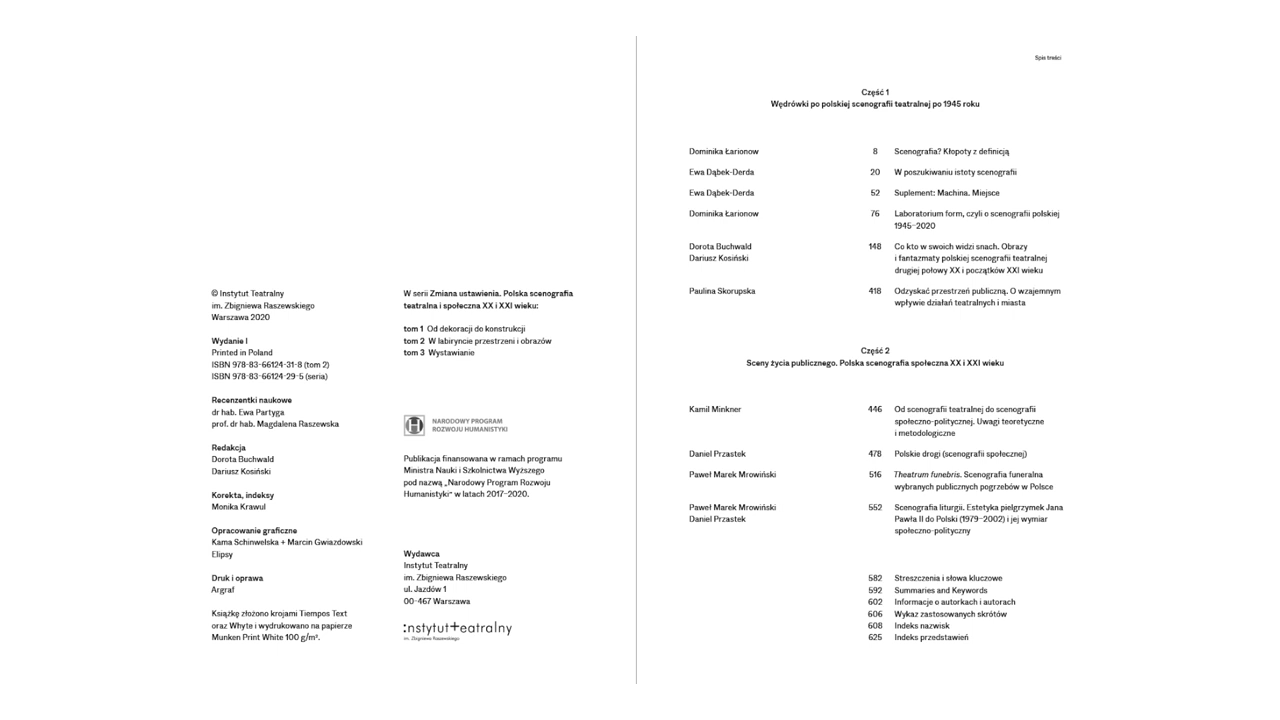 © Instytut Teatralny
im. Zbigniewa Raszewskiego
Warszawa 2020
Wydanie I
Printed in Poland
ISBN 978-83-66124-31-8 (tom 2)
ISBN 978-83-66124-29-5 (seria)
Recenzentki naukowe
dr hab. Ewa Partyga
prof. dr hab. Magdalena Raszewska
Redakcja
Dorota Buchwald
Dariusz Kosiński
Korekta, indeksy
Monika Krawul
Opracowanie graficzne
Kama Schinwelska + Marcin Gwiazdowski
Elipsy
Druk i oprawa
Argraf
Książkę złożono krojami Tiempos Text
oraz Whyte i wydrukowano na papierze
Munken Print White 100 g/m².
W serii Zmiana ustawienia. Polska scenografia
teatralna i społeczna XX i XXI wieku:
tom 1 Od dekoracji do konstrukcji
tom 2 W labiryncie przestrzeni i obrazów
tom 3 Wystawianie
NARODOWY PROGRAM
ROZWOJU HUMANISTYKI
Publikacja finansowana w ramach programu
Ministra Nauki i Szkolnictwa Wyższego
pod nazwą „Narodowy Program Rozwoju
Humanistyki” w latach 2017–2020.
Wydawca
Instytut Teatralny
im. Zbigniewa Raszewskiego
ul. Jazdów 1
00-467 Warszawa
:nstytut+eatralny
im. Zbigniewa Raszewskiego
Spis treści
Część 1
Wędrówki po polskiej scenografii teatralnej po 1945 roku
Dominika Łarionow 8 Scenografia? Kłopoty z definicją
Ewa Dąbek-Derda 20 W poszukiwaniu istoty scenografii
Ewa Dąbek-Derda 52 Suplement: Machina. Miejsce
Dominika Łarionow 76 Laboratorium form, czyli o scenografii polskiej
1945–2020
Dorota Buchwald 148 Co kto w swoich widzi snach. Obrazy
Dariusz Kosiński i fantazmaty polskiej scenografii teatralnej
drugiej połowy XX i początków XXI wieku
Paulina Skorupska 418 Odzyskać przestrzeń publiczną. O wzajemnym
wpływie działań teatralnych i miasta
Część 2
Sceny życia publicznego. Polska scenografia społeczna XX i XXI wieku
Kamil Minkner 446 Od scenografii teatralnej do scenografii
społeczno-politycznej. Uwagi teoretyczne
i metodologiczne
Daniel Przastek 478 Polskie drogi (scenografii społecznej)
Paweł Marek Mrowiński 516 Theatrum funebris. Scenografia funeralna
wybranych publicznych pogrzebów w Polsce
Paweł Marek Mrowiński 552 Scenografia liturgii. Estetyka pielgrzymek Jana
Daniel Przastek Pawła II do Polski (1979–2002) i jej wymiar
społeczno-polityczny
582 Streszczenia i słowa kluczowe
592 Summaries and Keywords
602 Informacje o autorkach i autorach
606 Wykaz zastosowanych skrótów
608 Indeks nazwisk
625 Indeks przedstawień